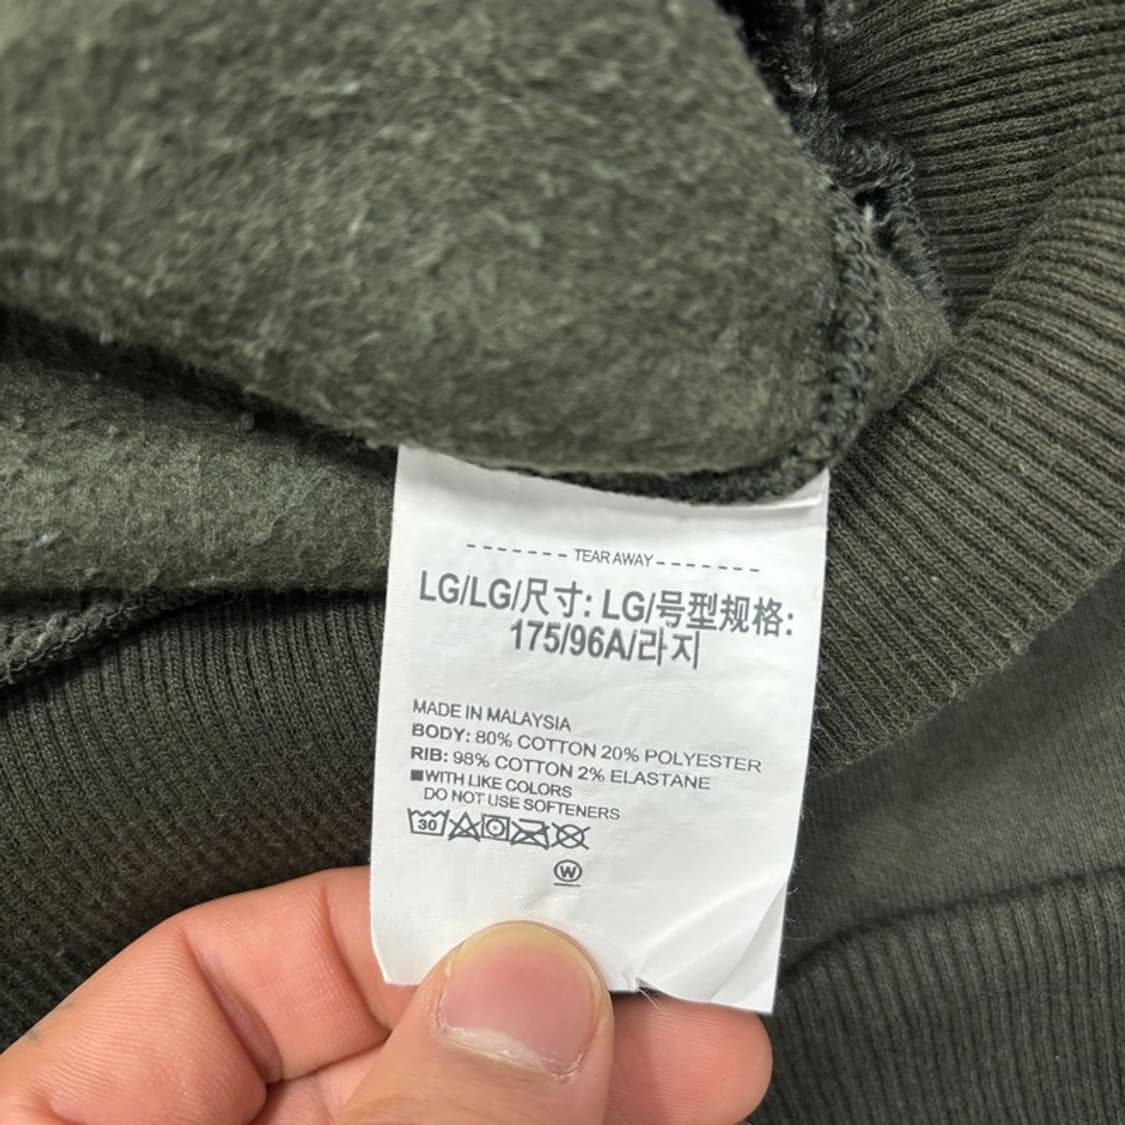 ------- TEAR AWAY -------
LG/LG/尺寸: LG/号型规格:
175/96A/라지
MADE IN MALAYSIA
BODY: 80% COTTON 20% POLYESTER
RIB: 98% COTTON 2% ELASTANE
■WITH LIKE COLORS
DO NOT USE SOFTENERS
30
W